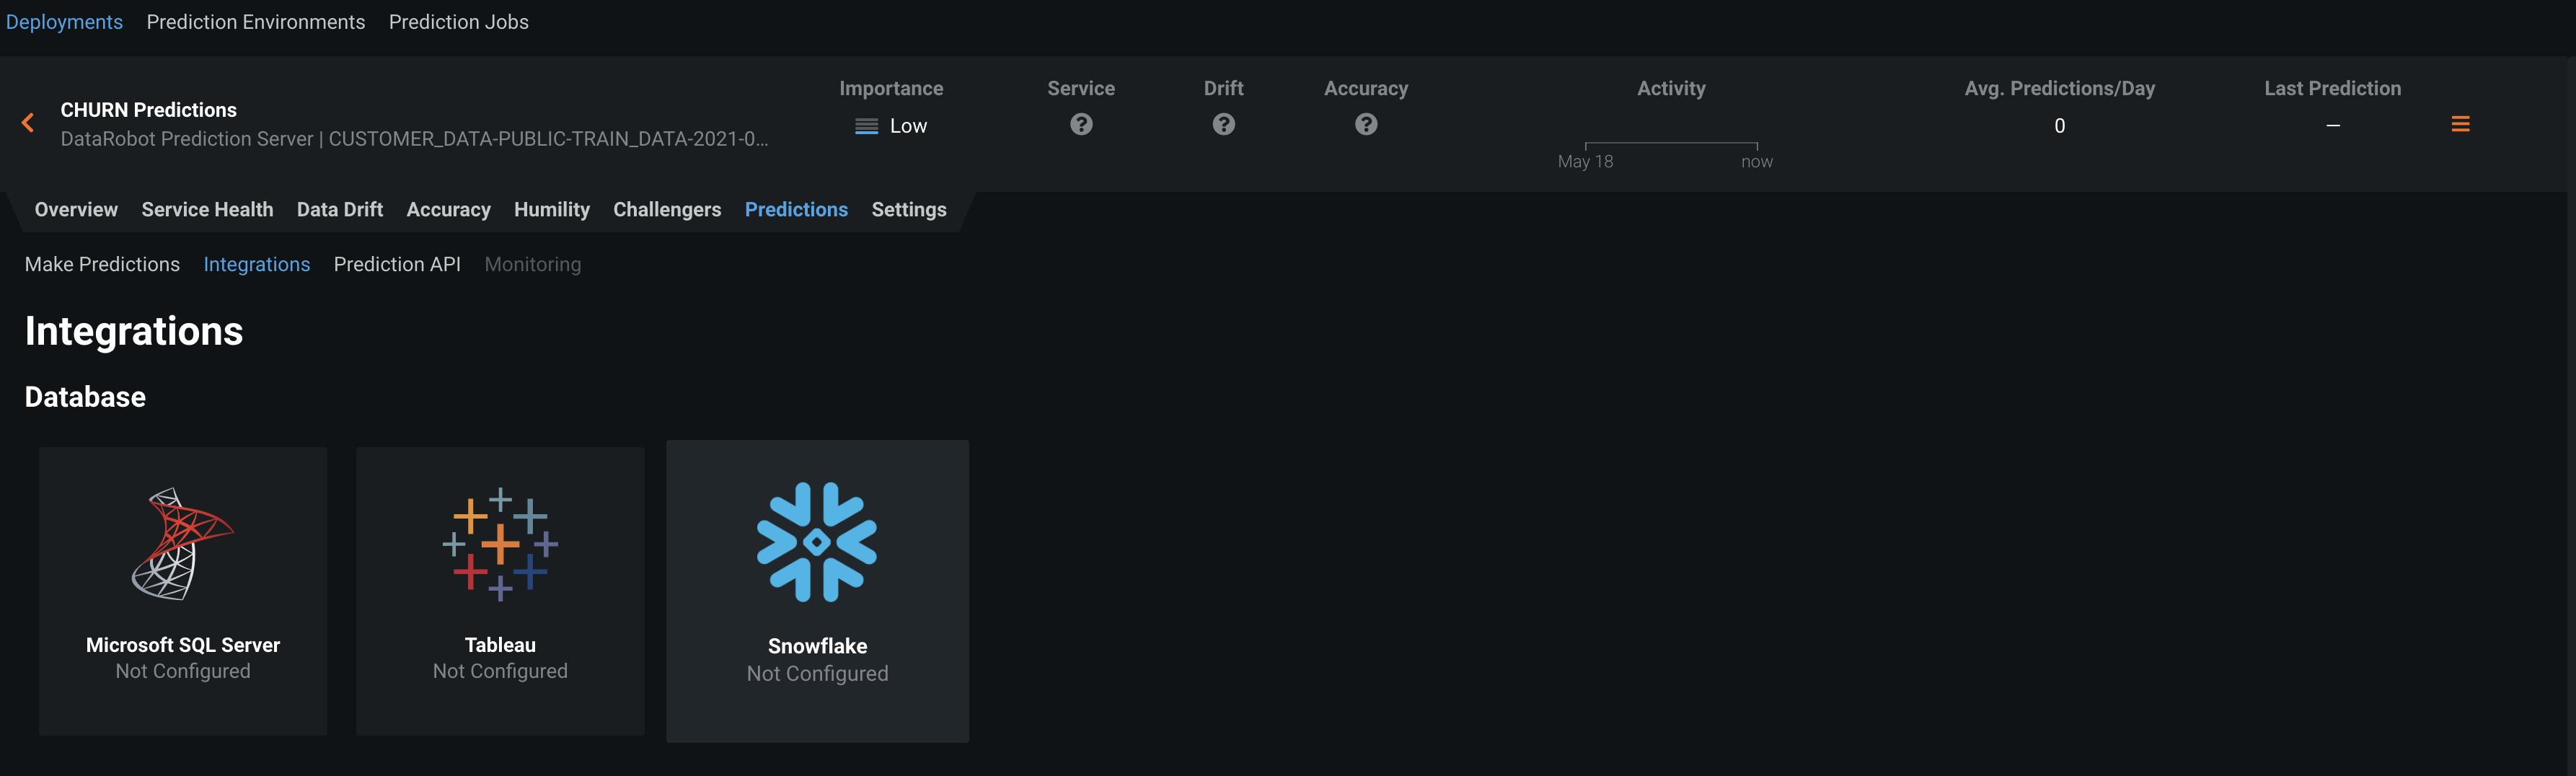 Deployments Prediction Environments Prediction Jobs
Importance Service Drift Accuracy Activity Avg. Predictions/Day Last Prediction
CHURN Predictions
Low ? ? ? 0 —
DataRobot Prediction Server | CUSTOMER_DATA-PUBLIC-TRAIN_DATA-2021-0...
May 18 now
Overview Service Health Data Drift Accuracy Humility Challengers Predictions Settings
Make Predictions Integrations Prediction API Monitoring
Integrations
Database
Microsoft SQL Server Tableau Snowflake
Not Configured Not Configured Not Configured